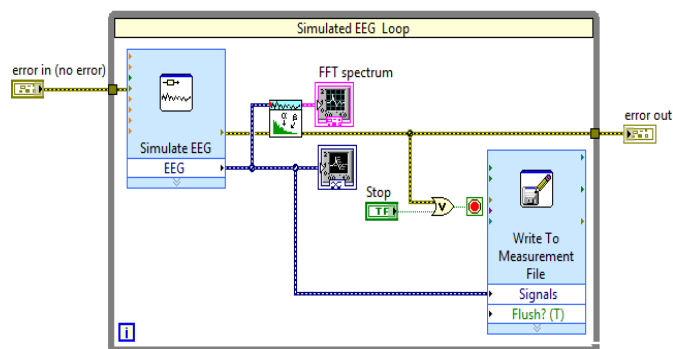 Simulated EEG Loop
error in (no error)
FFT spectrum
α β
Simulate EEG
EEG
error out
Stop
TF
V
Write To
Measurement
File
Signals
Flush? (T)
i